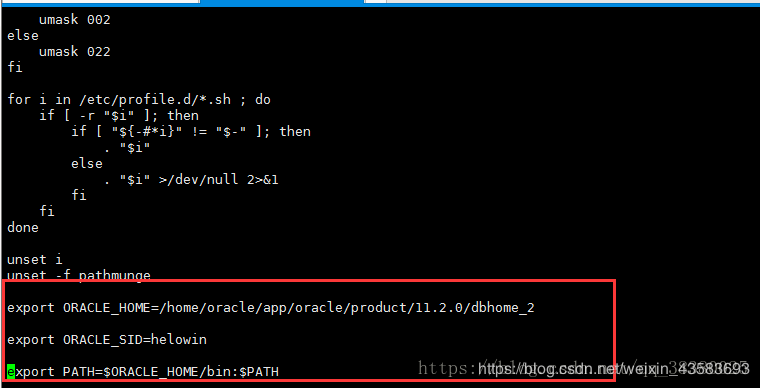 umask 002
else
    umask 022
fi
for i in /etc/profile.d/*.sh ; do
    if [ -r "$i" ]; then
        if [ "${-#*i}" != "$-" ]; then
            . "$i"
        else
            . "$i" >/dev/null 2>&1
        fi
    fi
done
unset i
unset -f pathmunge
export ORACLE_HOME=/home/oracle/app/oracle/product/11.2.0/dbhome_2
export ORACLE_SID=helowin
export PATH=$ORACLE_HOME/bin:$PATH
https://blog.csdn.net/weixin_43583693